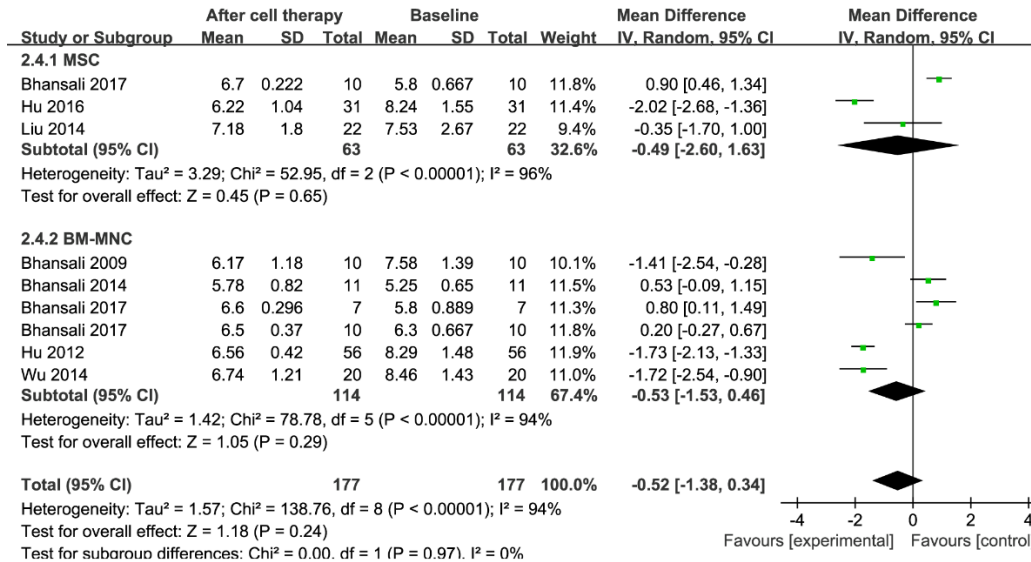 After cell therapy Baseline Mean Difference Mean Difference
Study or Subgroup Mean SD Total Mean SD Total Weight IV, Random, 95% CI IV, Random, 95% CI
2.4.1 MSC
Bhansali 2017 6.7 0.222 10 5.8 0.667 10 11.8% 0.90 [0.46, 1.34]
Hu 2016 6.22 1.04 31 8.24 1.55 31 11.4% -2.02 [-2.68, -1.36]
Liu 2014 7.18 1.8 22 7.53 2.67 22 9.4% -0.35 [-1.70, 1.00]
Subtotal (95% CI) 63 63 32.6% -0.49 [-2.60, 1.63]
Heterogeneity: Tau² = 3.29; Chi² = 52.95, df = 2 (P < 0.00001); I² = 96%
Test for overall effect: Z = 0.45 (P = 0.65)
2.4.2 BM-MNC
Bhansali 2009 6.17 1.18 10 7.58 1.39 10 10.1% -1.41 [-2.54, -0.28]
Bhansali 2014 5.78 0.82 11 5.25 0.65 11 11.5% 0.53 [-0.09, 1.15]
Bhansali 2017 6.6 0.296 7 5.8 0.889 7 11.3% 0.80 [0.11, 1.49]
Bhansali 2017 6.5 0.37 10 6.3 0.667 10 11.8% 0.20 [-0.27, 0.67]
Hu 2012 6.56 0.42 56 8.29 1.48 56 11.9% -1.73 [-2.13, -1.33]
Wu 2014 6.74 1.21 20 8.46 1.43 20 11.0% -1.72 [-2.54, -0.90]
Subtotal (95% CI) 114 114 67.4% -0.53 [-1.53, 0.46]
Heterogeneity: Tau² = 1.42; Chi² = 78.78, df = 5 (P < 0.00001); I² = 94%
Test for overall effect: Z = 1.05 (P = 0.29)
Total (95% CI) 177 177 100.0% -0.52 [-1.38, 0.34]
Heterogeneity: Tau² = 1.57; Chi² = 138.76, df = 8 (P < 0.00001); I² = 94%
Test for overall effect: Z = 1.18 (P = 0.24)
Test for subgroup differences: Chi² = 0.00, df = 1 (P = 0.97), I² = 0%
-4 -2 0 2 4
Favours [experimental] Favours [control